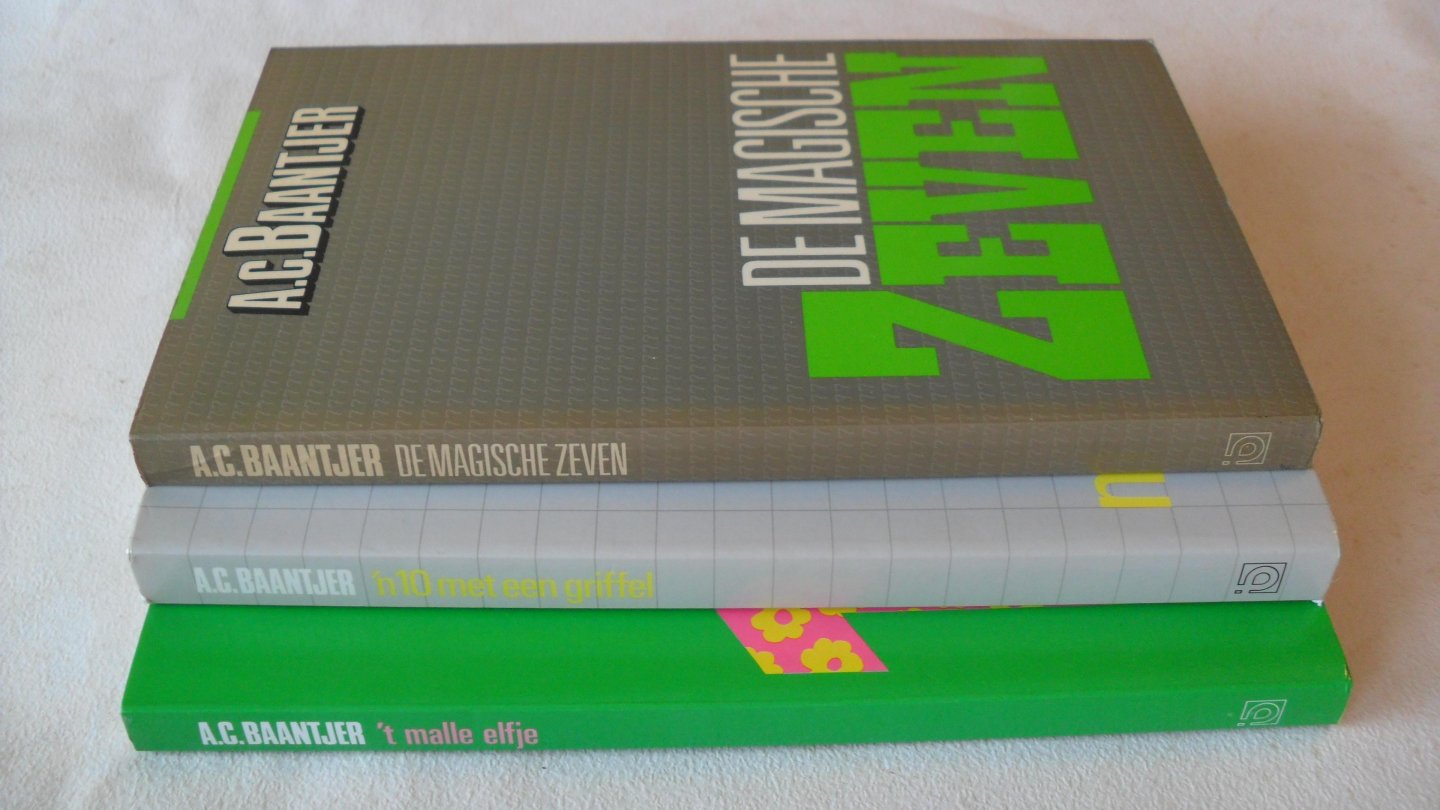 A.C. BAANTJER
DE MAGISCHE
ZEVEN
A.C. BAANTJER DE MAGISCHE ZEVEN
n
A.C. BAANTJER 'n 10 met een griffel
A.C. BAANTJER 't malle elfje